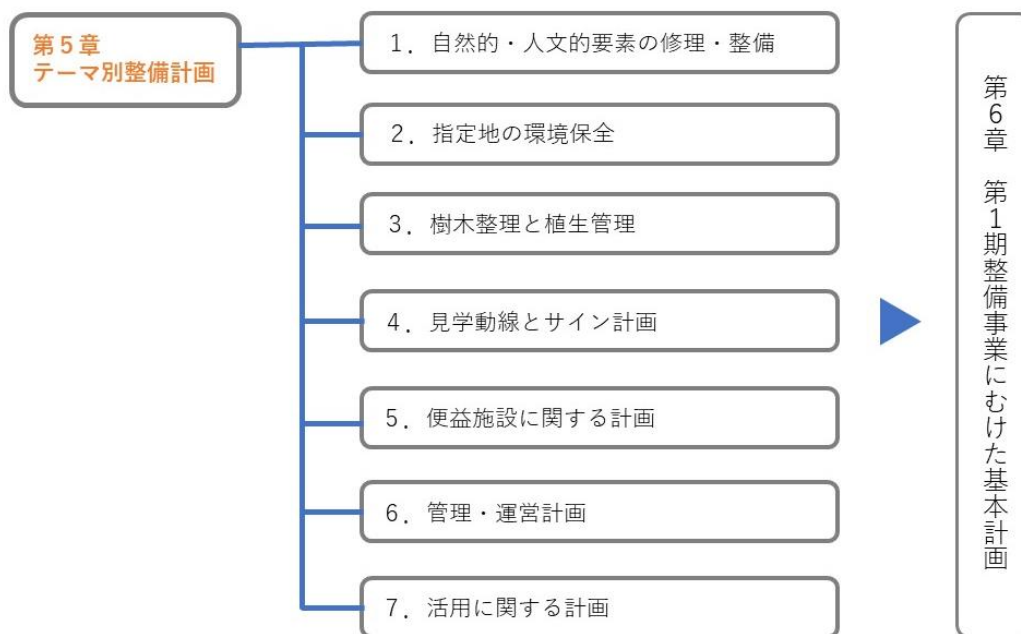 第５章
テーマ別整備計画
1．自然的・人文的要素の修理・整備
2．指定地の環境保全
3．樹木整理と植生管理
4．見学動線とサイン計画
5．便益施設に関する計画
6．管理・運営計画
7．活用に関する計画
第6章　第1期整備事業にむけた基本計画